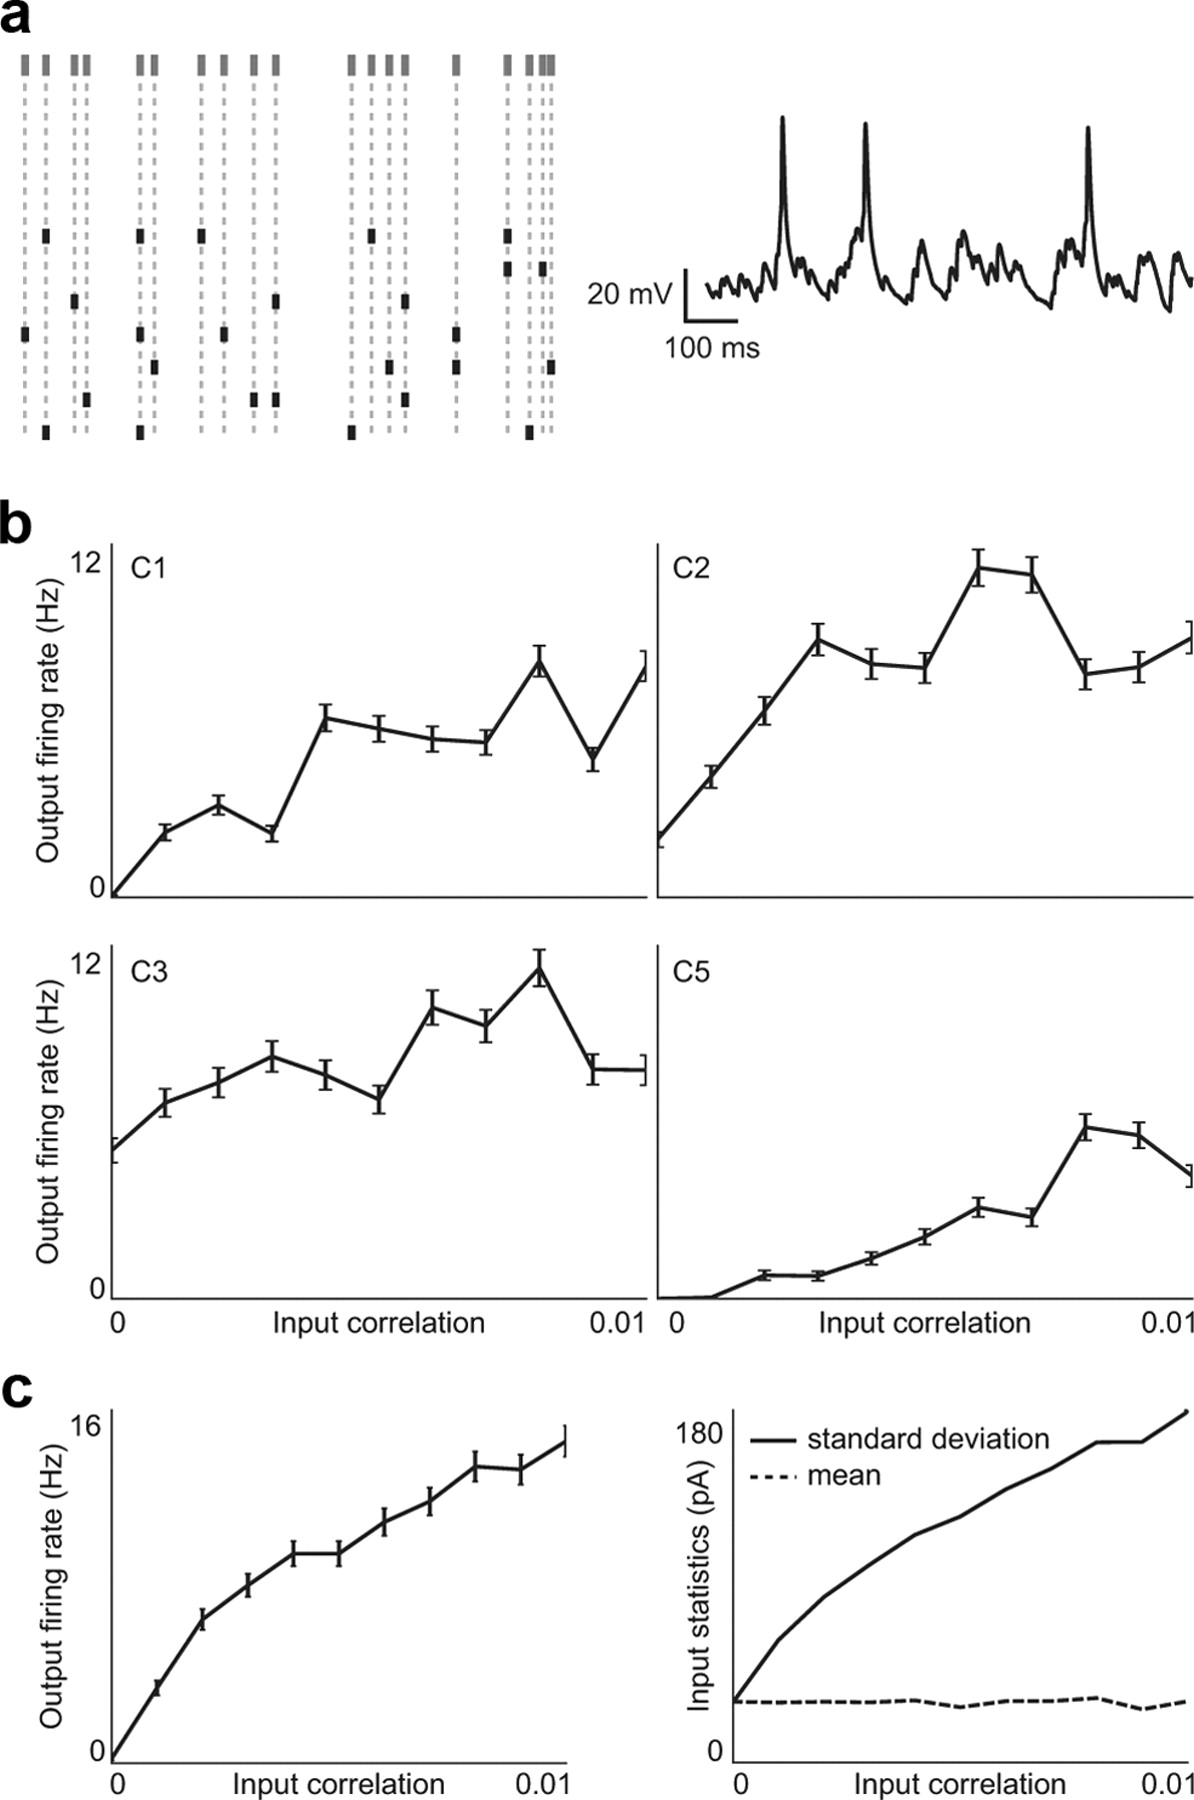 a
20 mV
100 ms
b
12
C1
C2
Output firing rate (Hz)
0
12
C3
C5
Output firing rate (Hz)
0
0
Input correlation
0.01
0
Input correlation
0.01
c
16
Output firing rate (Hz)
0
0
Input correlation
0.01
180
standard deviation
mean
Input statistics (pA)
0
0
Input correlation
0.01